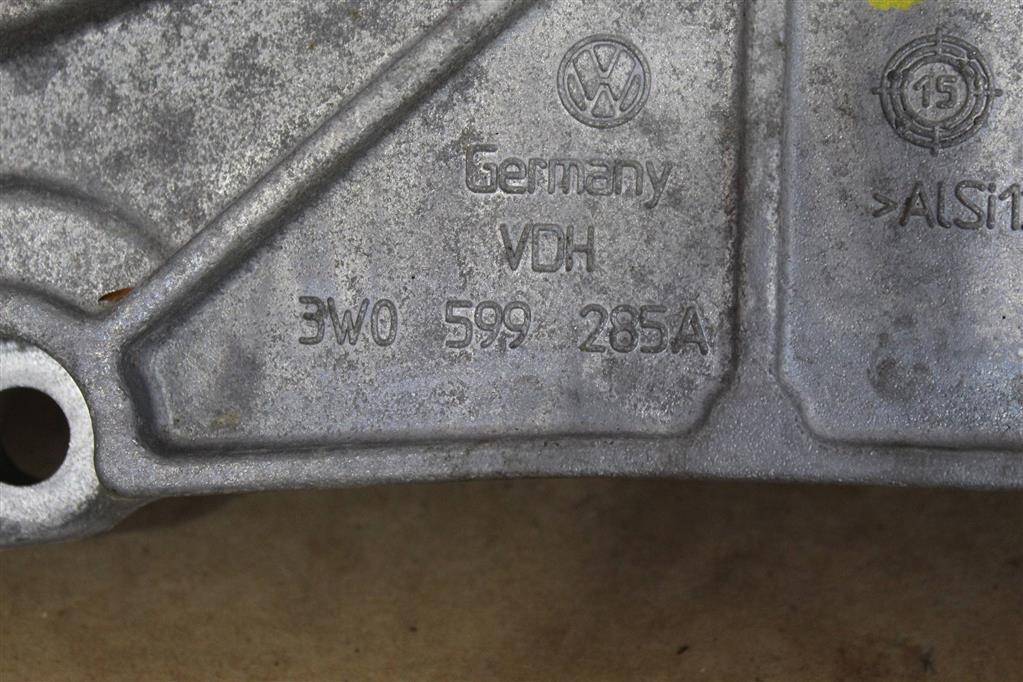 Germany
VDH
3W0 599 285A
15
>AlSi1